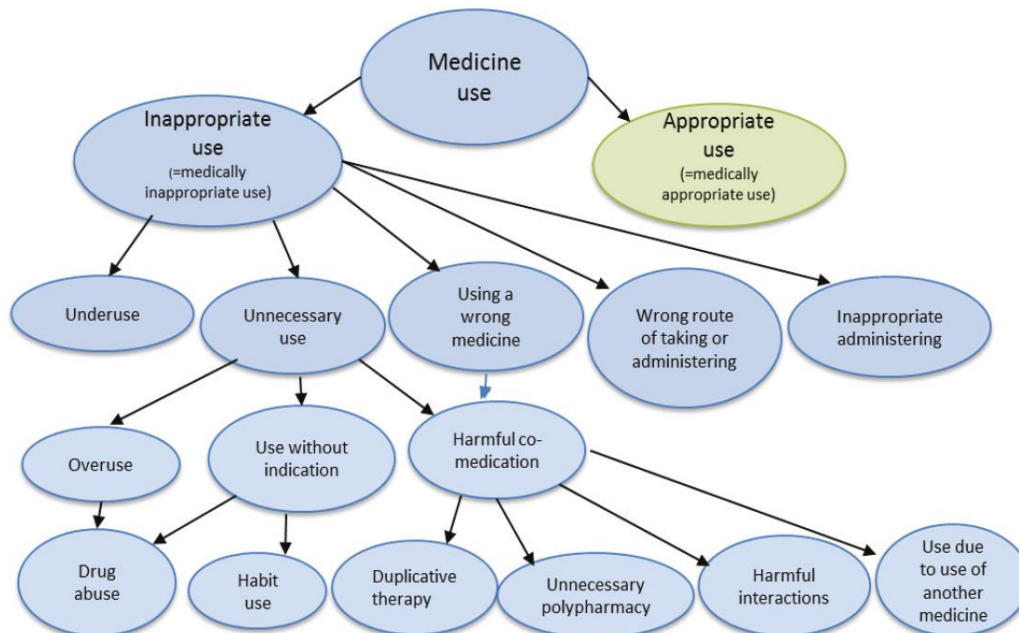 Medicine
use
Inappropriate
use
(=medically
inappropriate use)
Appropriate
use
(=medically
appropriate use)
Underuse
Unnecessary
use
Using a
wrong
medicine
Wrong route
of taking or
administering
Inappropriate
administering
Overuse
Use without
indication
Harmful co-
medication
Drug
abuse
Habit
use
Duplicative
therapy
Unnecessary
polypharmacy
Harmful
interactions
Use due
to use of
another
medicine